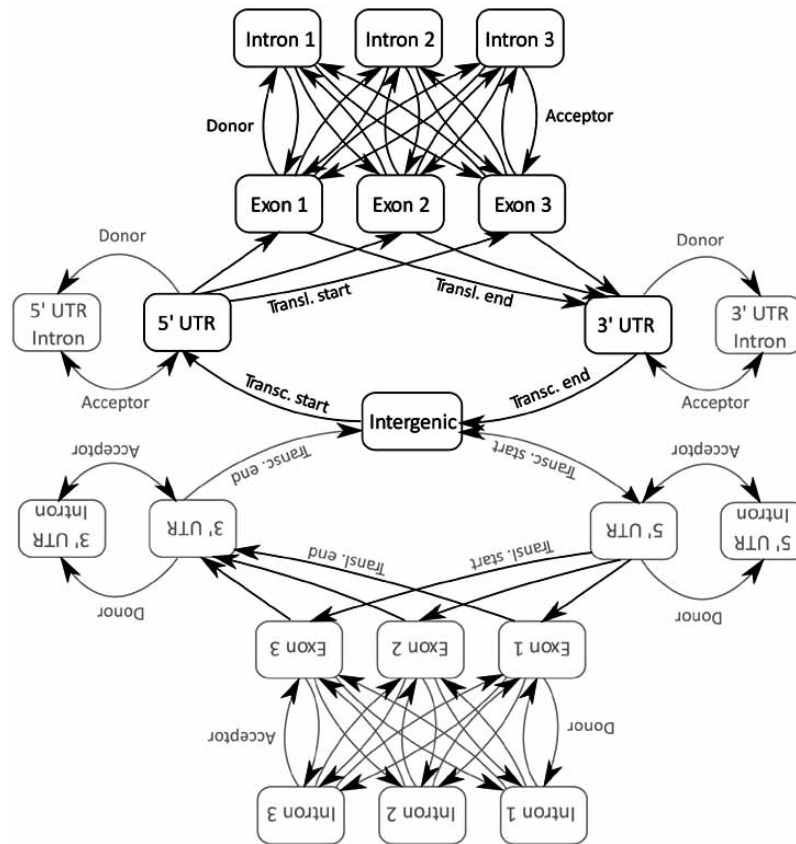 Intron 1 Intron 2 Intron 3
Donor Acceptor
Exon 1 Exon 2 Exon 3
Donor Donor
Transl. start Transl. end
5' UTR
Intron
5' UTR
3' UTR
3' UTR
Intron
Acceptor Transc. start Transc. end Acceptor
Intergenic
Acceptor Transc. end Transc. start Acceptor
3' UTR
Intron
3' UTR
5' UTR
5' UTR
Intron
Transl. end Transl. start
Donor Donor
Exon 3 Exon 2 Exon 1
Acceptor Donor
Intron 3 Intron 2 Intron 1